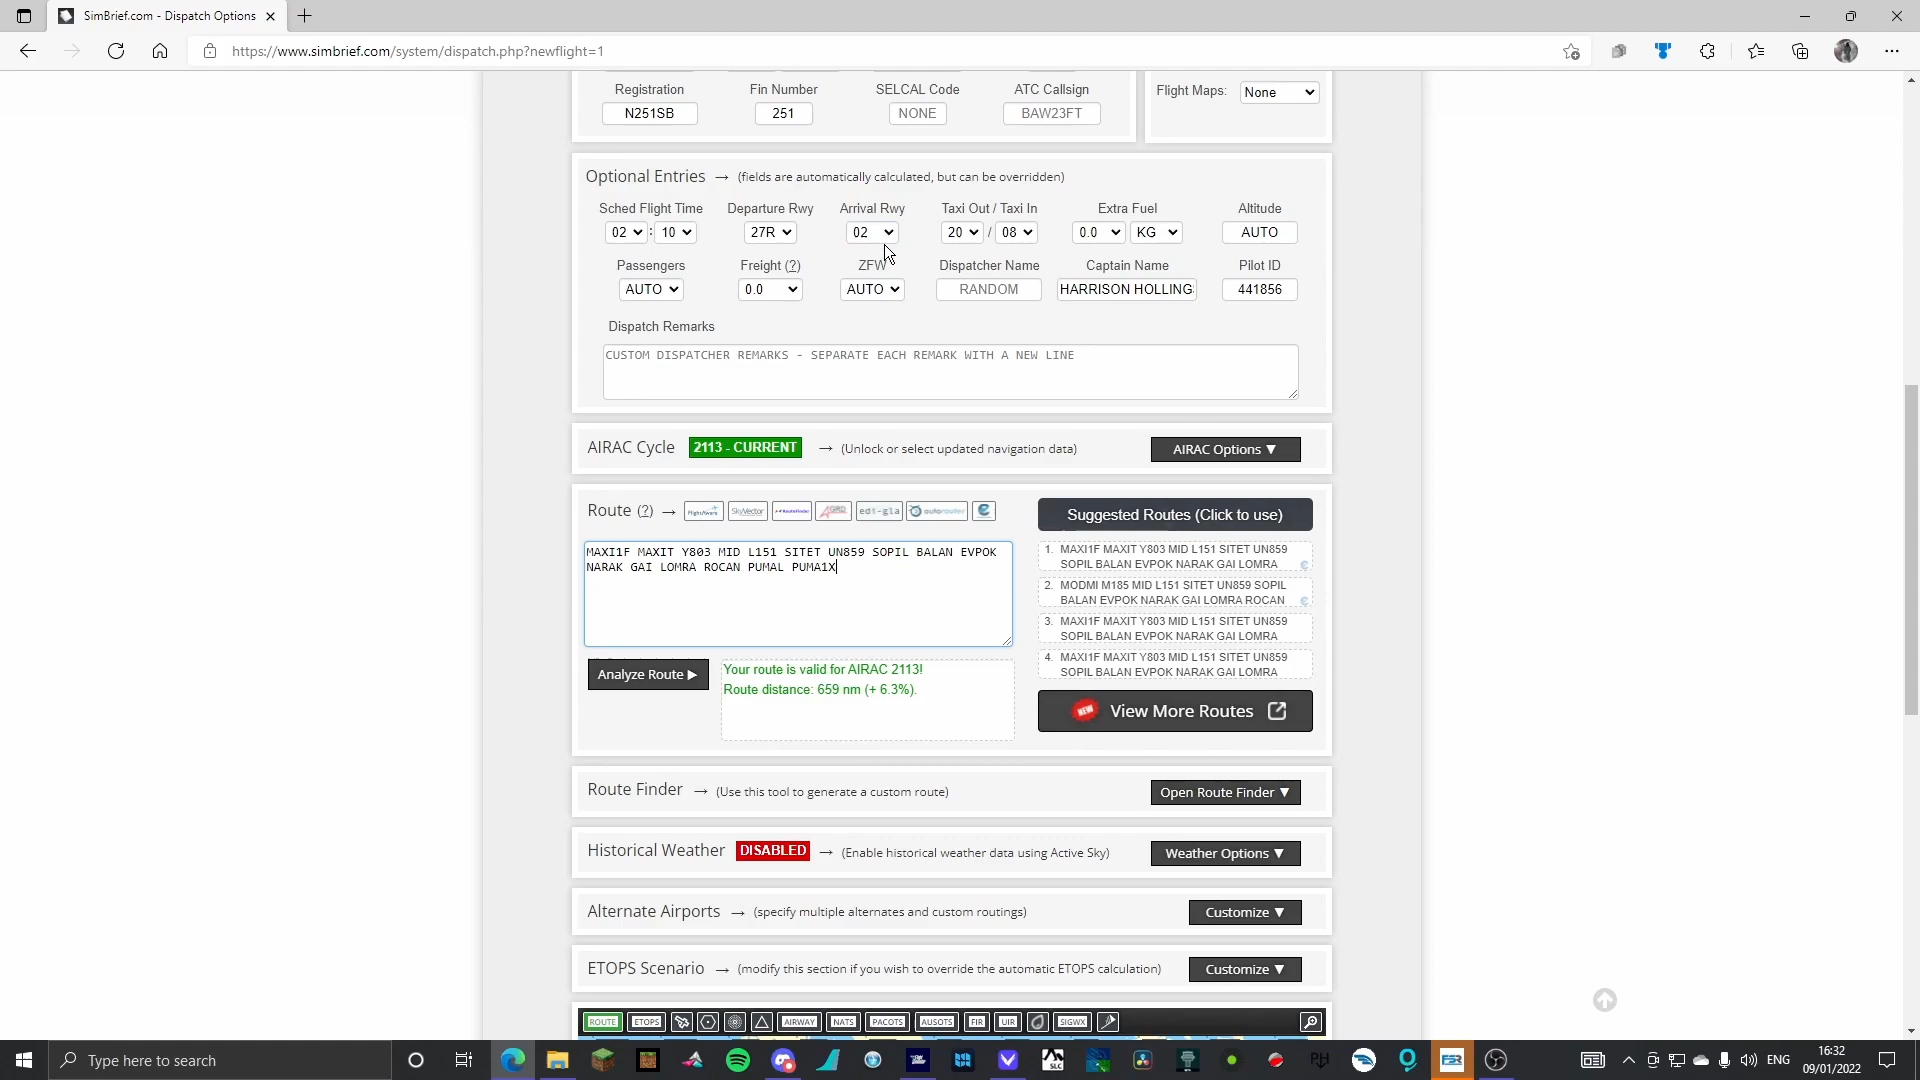 SimBrief.com - Dispatch Options
https://www.simbrief.com/system/dispatch.php?newflight=1
Registration Fin Number SELCAL Code ATC Callsign
N251SB 251 NONE BAW23FT
Flight Maps: None
Optional Entries → (fields are automatically calculated, but can be overridden)
Sched Flight Time Departure Rwy Arrival Rwy Taxi Out / Taxi In Extra Fuel Altitude
02 : 10 27R 02 20 / 08 0.0 KG AUTO
Passengers Freight (?) ZFW Dispatcher Name Captain Name Pilot ID
AUTO 0.0 AUTO RANDOM HARRISON HOLLING 441856
Dispatch Remarks
CUSTOM DISPATCHER REMARKS - SEPARATE EACH REMARK WITH A NEW LINE
AIRAC Cycle 2113 - CURRENT → (Unlock or select updated navigation data) AIRAC Options ▼
Route (?) → FlightAware SkyVector RouteFinder edi-gla autorouter
MAXI1F MAXIT Y803 MID L151 SITET UN859 SOPIL BALAN EVPOK
NARAK GAI LOMRA ROCAN PUMAL PUMA1X
Suggested Routes (Click to use)
1. MAXI1F MAXIT Y803 MID L151 SITET UN859
SOPIL BALAN EVPOK NARAK GAI LOMRA
2. MODMI M185 MID L151 SITET UN859 SOPIL
BALAN EVPOK NARAK GAI LOMRA ROCAN
3. MAXI1F MAXIT Y803 MID L151 SITET UN859
SOPIL BALAN EVPOK NARAK GAI LOMRA
4. MAXI1F MAXIT Y803 MID L151 SITET UN859
SOPIL BALAN EVPOK NARAK GAI LOMRA
Analyze Route ▶
Your route is valid for AIRAC 2113!
Route distance: 659 nm (+ 6.3%).
NEW View More Routes
Route Finder → (Use this tool to generate a custom route) Open Route Finder ▼
Historical Weather DISABLED → (Enable historical weather data using Active Sky) Weather Options ▼
Alternate Airports → (specify multiple alternates and custom routings) Customize ▼
ETOPS Scenario → (modify this section if you wish to override the automatic ETOPS calculation) Customize ▼
ROUTE ETOPS AIRWAY NATS PACOTS AUSOTS FIR UIR SIGWX
Type here to search
SLC
FSR
ENG
16:32
09/01/2022